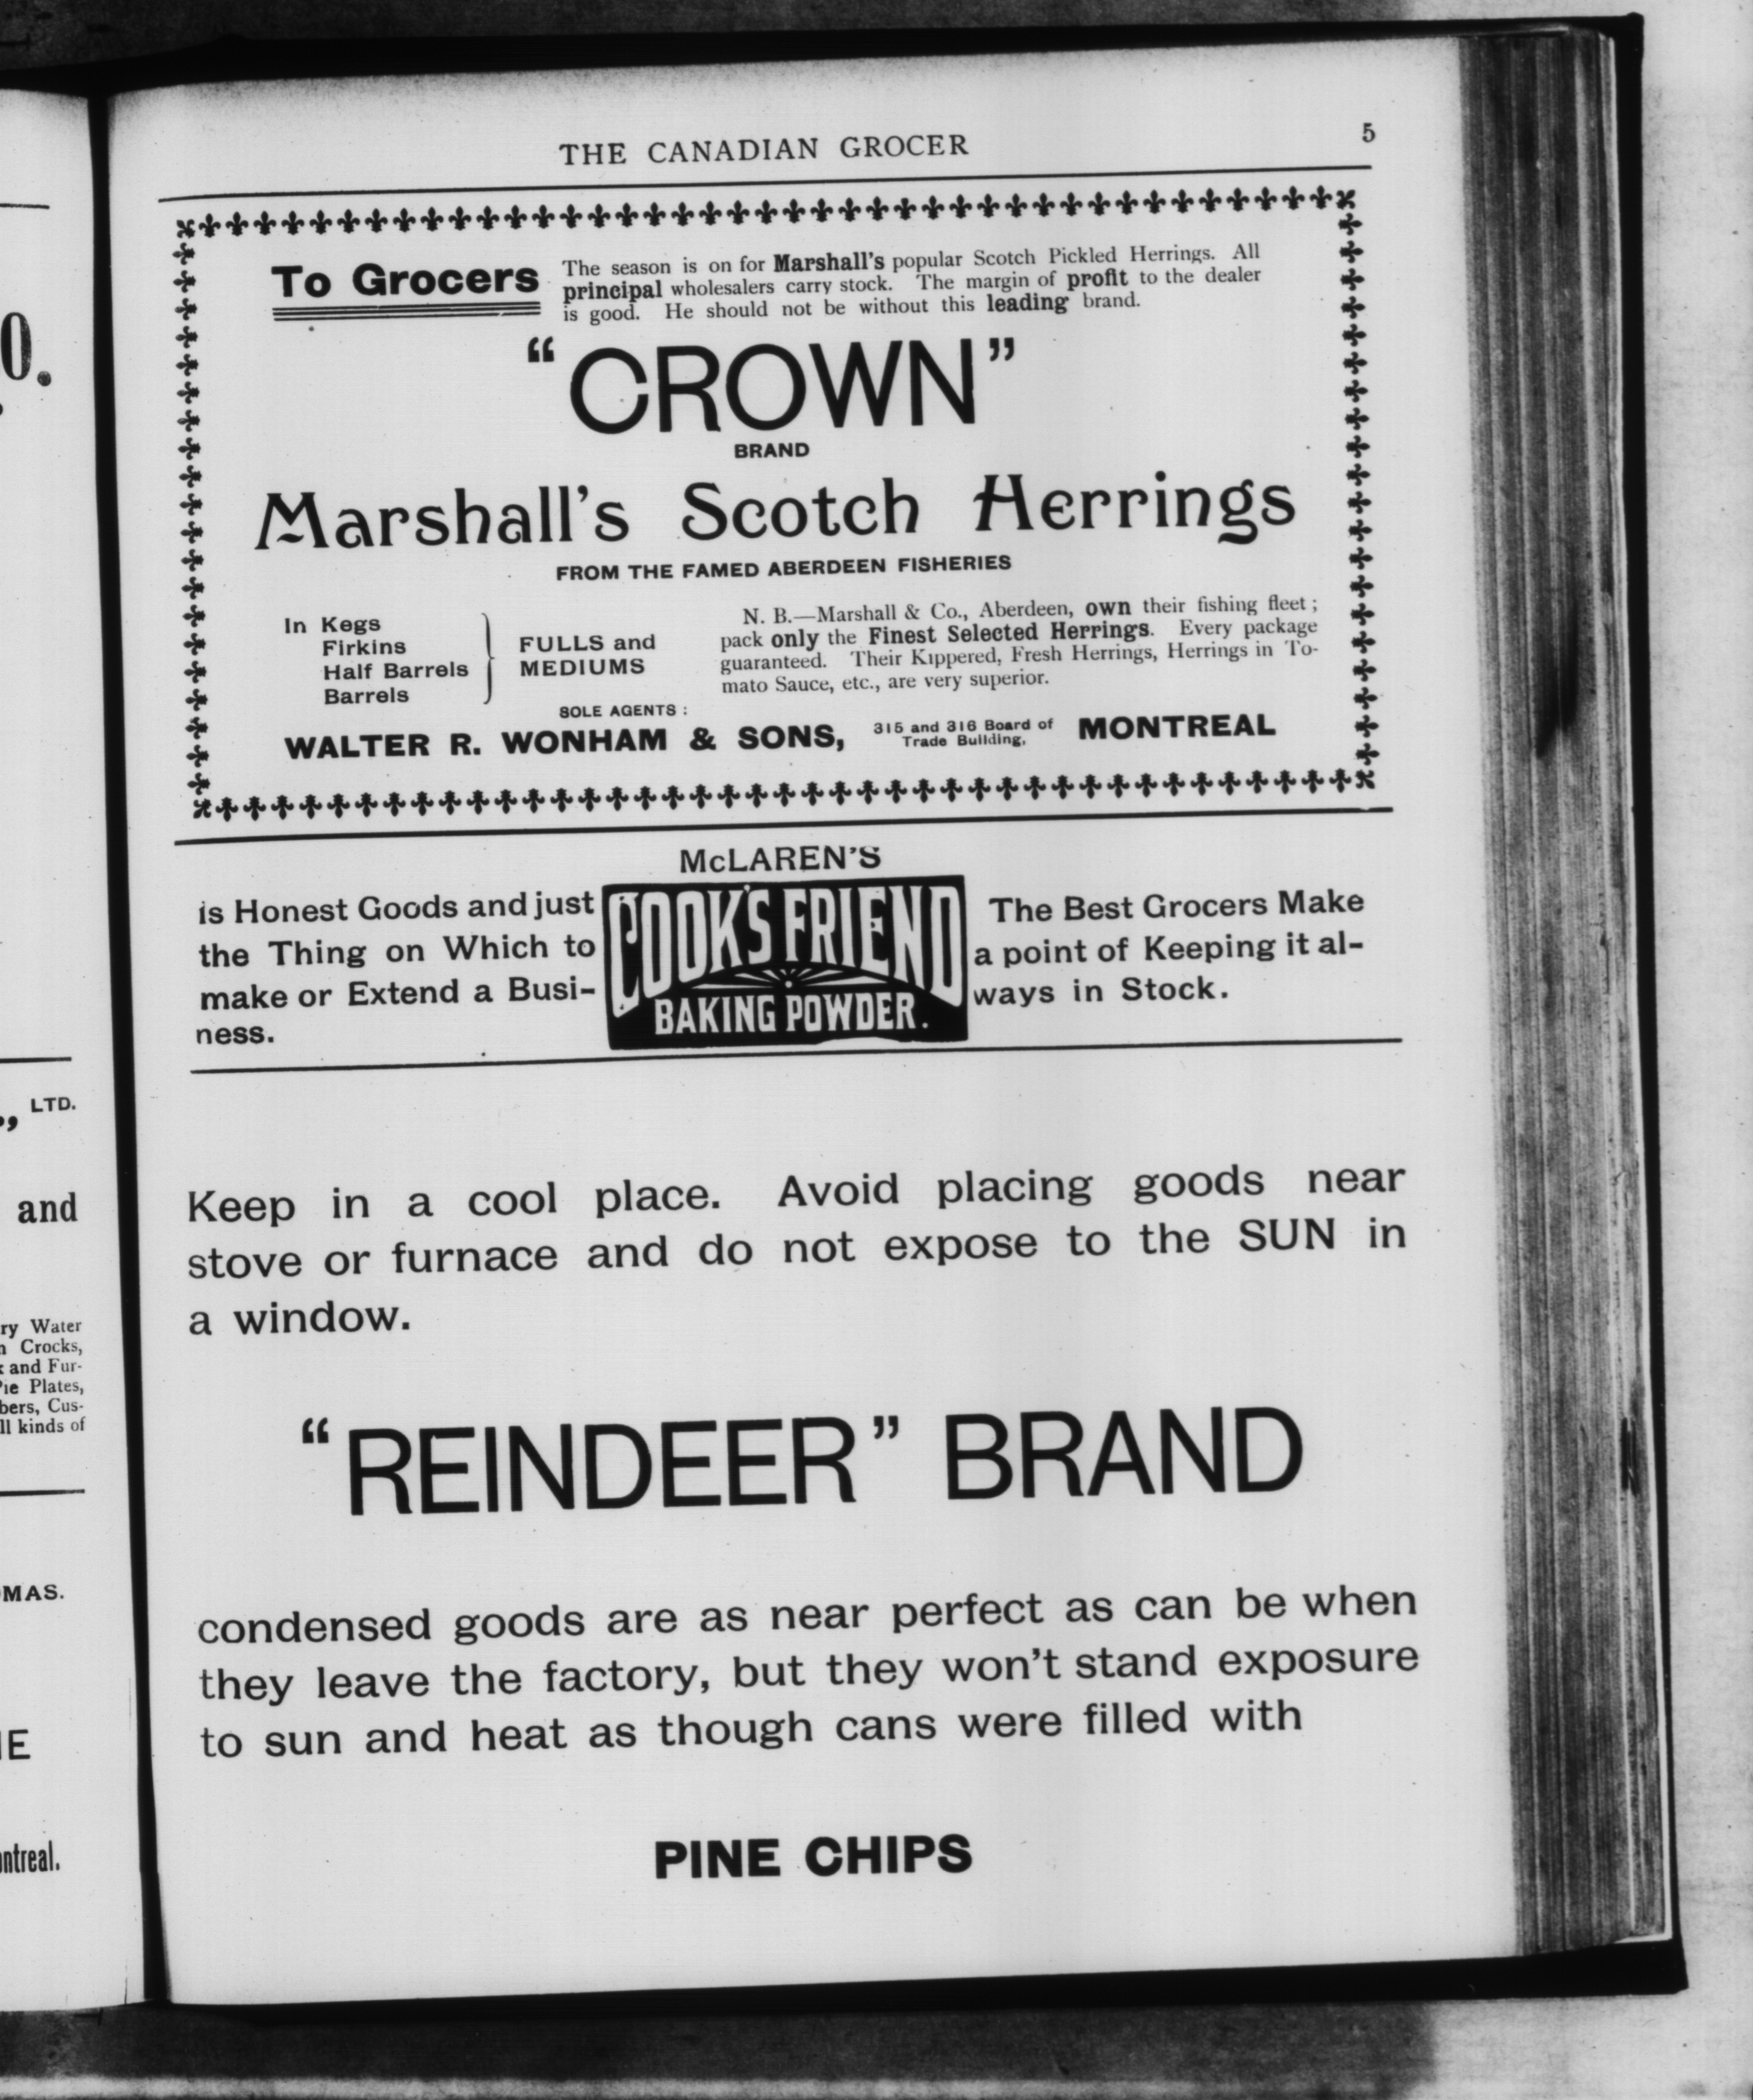 THE CANADIAN GROCER
5
To Grocers
The season is on for Marshall's popular Scotch Pickled Herrings. All
principal wholesalers carry stock. The margin of profit to the dealer
is good. He should not be without this leading brand.
"CROWN"
BRAND
Marshall's Scotch Herrings
FROM THE FAMED ABERDEEN FISHERIES
In Kegs
Firkins
Half Barrels
Barrels
FULLS and
MEDIUMS
N. B.—Marshall & Co., Aberdeen, own their fishing fleet;
pack only the Finest Selected Herrings. Every package
guaranteed. Their Kippered, Fresh Herrings, Herrings in To-
mato Sauce, etc., are very superior.
SOLE AGENTS:
WALTER R. WONHAM & SONS, 315 and 316 Board of
Trade Building, MONTREAL
McLAREN'S
is Honest Goods and just
the Thing on Which to
make or Extend a Busi-
ness.
COOK'S FRIEND
BAKING POWDER.
The Best Grocers Make
a point of Keeping it al-
ways in Stock.
Keep in a cool place. Avoid placing goods near
stove or furnace and do not expose to the SUN in
a window.
"REINDEER" BRAND
condensed goods are as near perfect as can be when
they leave the factory, but they won't stand exposure
to sun and heat as though cans were filled with
PINE CHIPS
LTD.
and
Water
Crocks,
and Fur-
Plates,
Cus-
kinds of